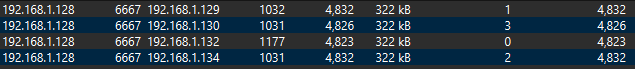 192.168.1.128 6667 192.168.1.129 1032 4,832 322 kB 1 4,832
192.168.1.128 6667 192.168.1.130 1031 4,826 322 kB 3 4,826
192.168.1.128 6667 192.168.1.132 1177 4,823 322 kB 0 4,823
192.168.1.128 6667 192.168.1.134 1031 4,832 322 kB 2 4,832